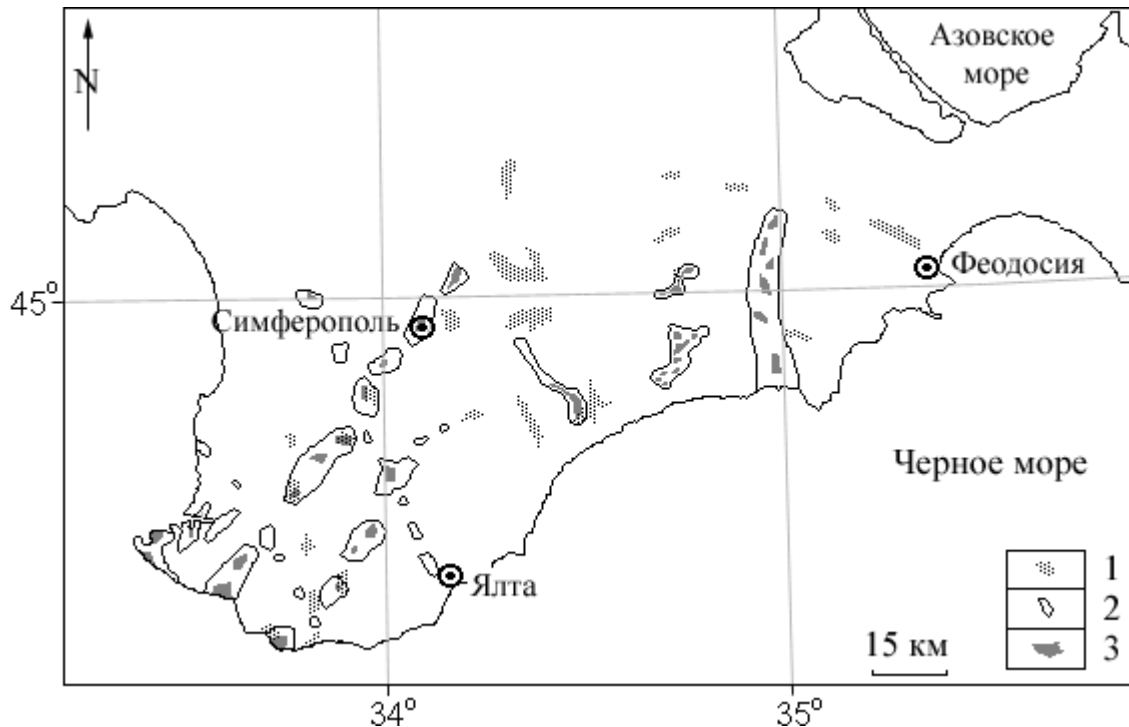 Азовское
море
N
45°
Симферополь
Феодосия
Черное море
Ялта
1
2
3
15 км
34°
35°